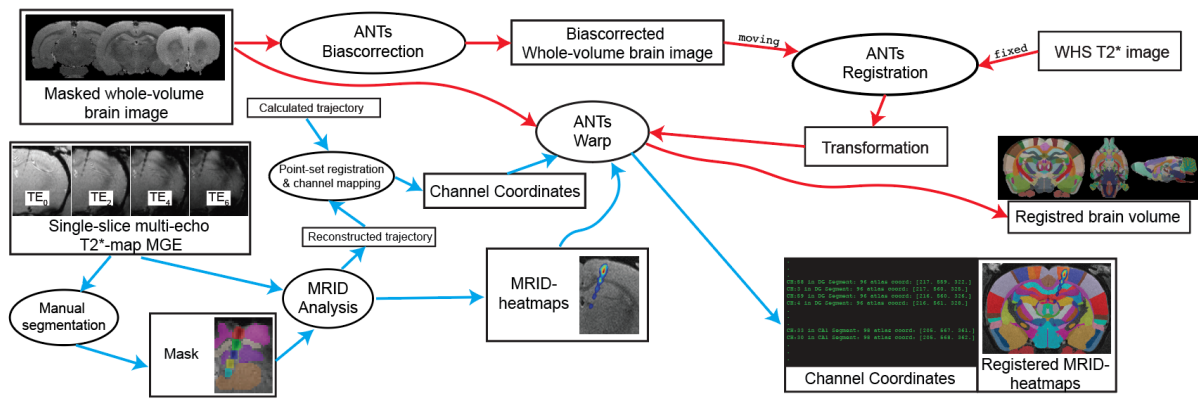 Masked whole-volume
brain image
ANTs
Biascorrection
Biascorrected
Whole-volume brain image
moving
ANTs
Registration
fixed
WHS T2* image
Calculated trajectory
ANTs
Warp
Transformation
Point-set registration
& channel mapping
Channel Coordinates
TE0
TE2
TE4
TE6
Single-slice multi-echo
T2*-map MGE
Registred brain volume
Reconstructed trajectory
MRID
Analysis
MRID-
heatmaps
Manual
segmentation
Mask
Channel Coordinates
Registered MRID-
heatmaps